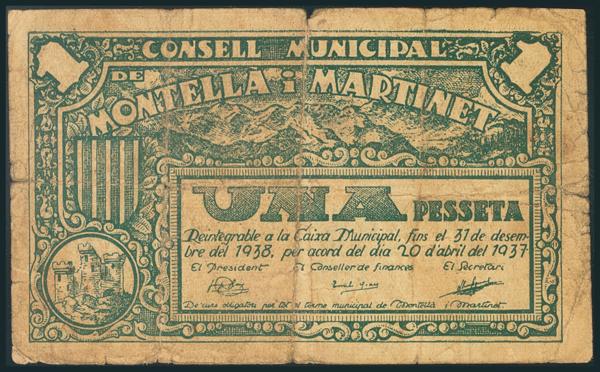 1 CONSELL MUNICIPAL 1
DE
MONTELLA i MARTINET
UNA PESSETA
Reintegrable a la Caixa Municipal, fins el 31 de desem-
bre del 1938, per acord del dia 20 d'abril del 1937
El President El Conseller de finances El Secretari
De curs obligatori per tot el terme municipal de Montellà i Martinet.